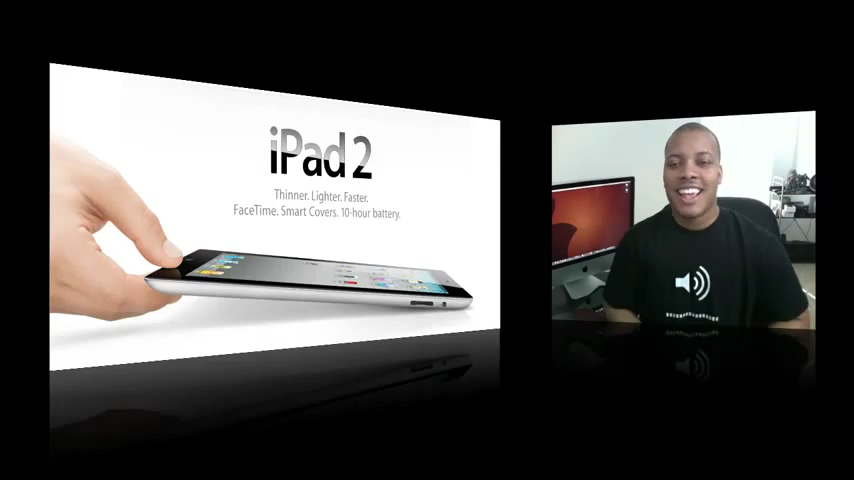 iPad 2
Thinner. Lighter. Faster.
FaceTime. Smart Covers. 10-hour battery.